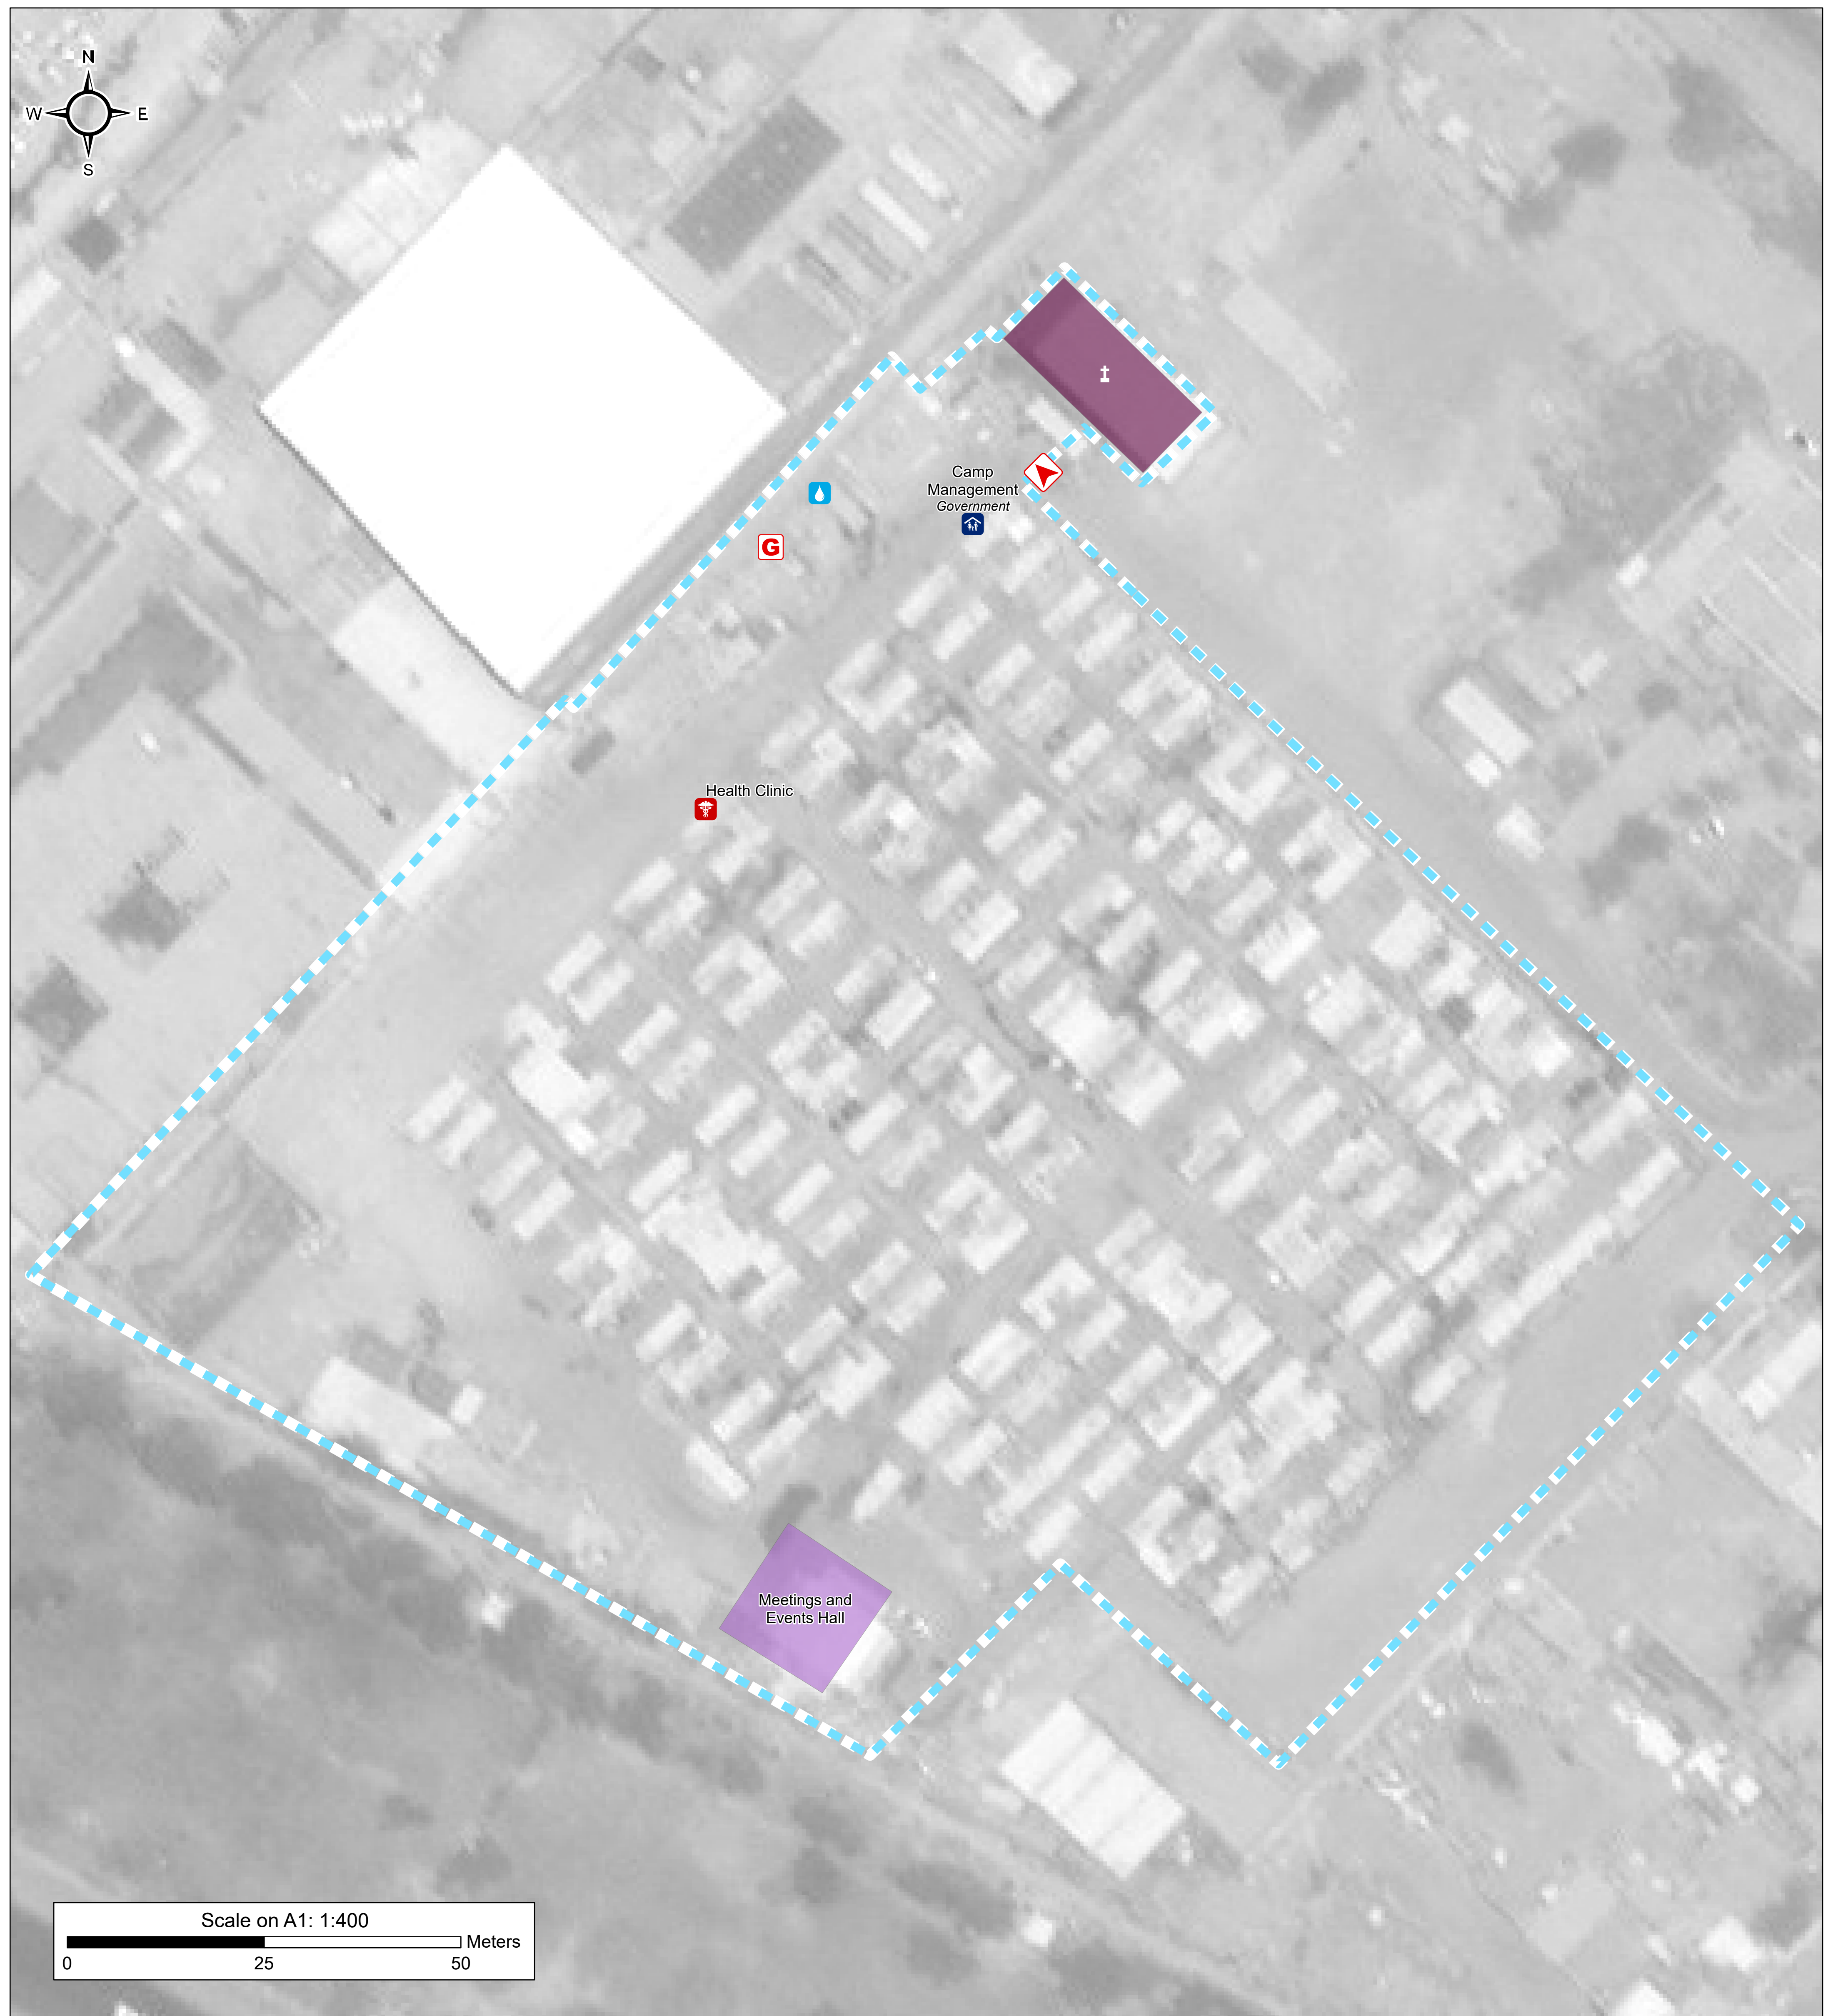 N
W E
S
Camp
Management
Government
G
Health Clinic
Meetings and
Events Hall
Scale on A1: 1:400
Meters
0 25 50